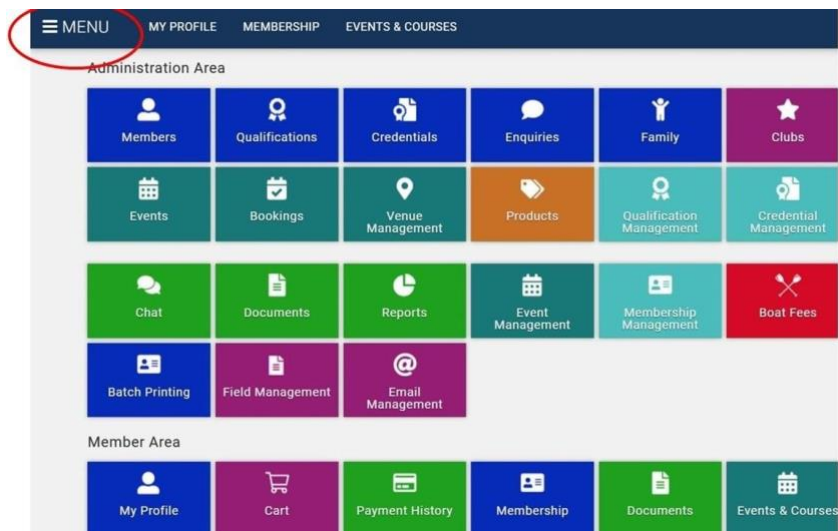 MENU MY PROFILE MEMBERSHIP EVENTS & COURSES
Administration Area
Members Qualifications Credentials Enquiries Family Clubs
Events Bookings Venue Management Products Qualification Management Credential Management
Chat Documents Reports Event Management Membership Management Boat Fees
Batch Printing Field Management Email Management
Member Area
My Profile Cart Payment History Membership Documents Events & Courses